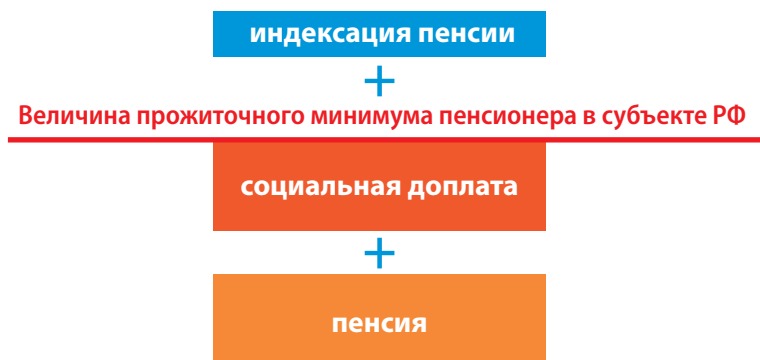 индексация пенсии
+
Величина прожиточного минимума пенсионера в субъекте РФ
социальная доплата
+
пенсия